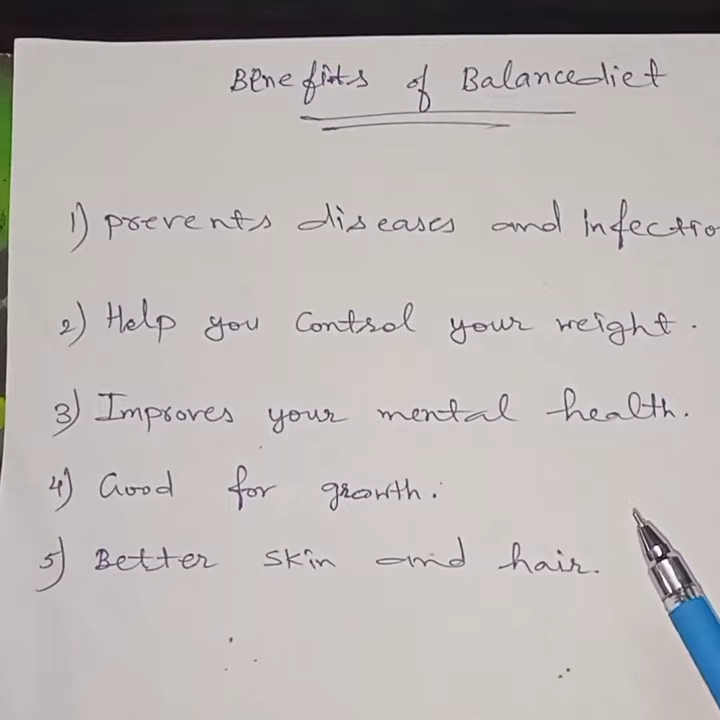 Benefits of Balancediet
1) prevents diseases and infectio
2) Help you control your weight.
3) Improves your mental health.
4) Good for growth.
5) Better skin and hair.